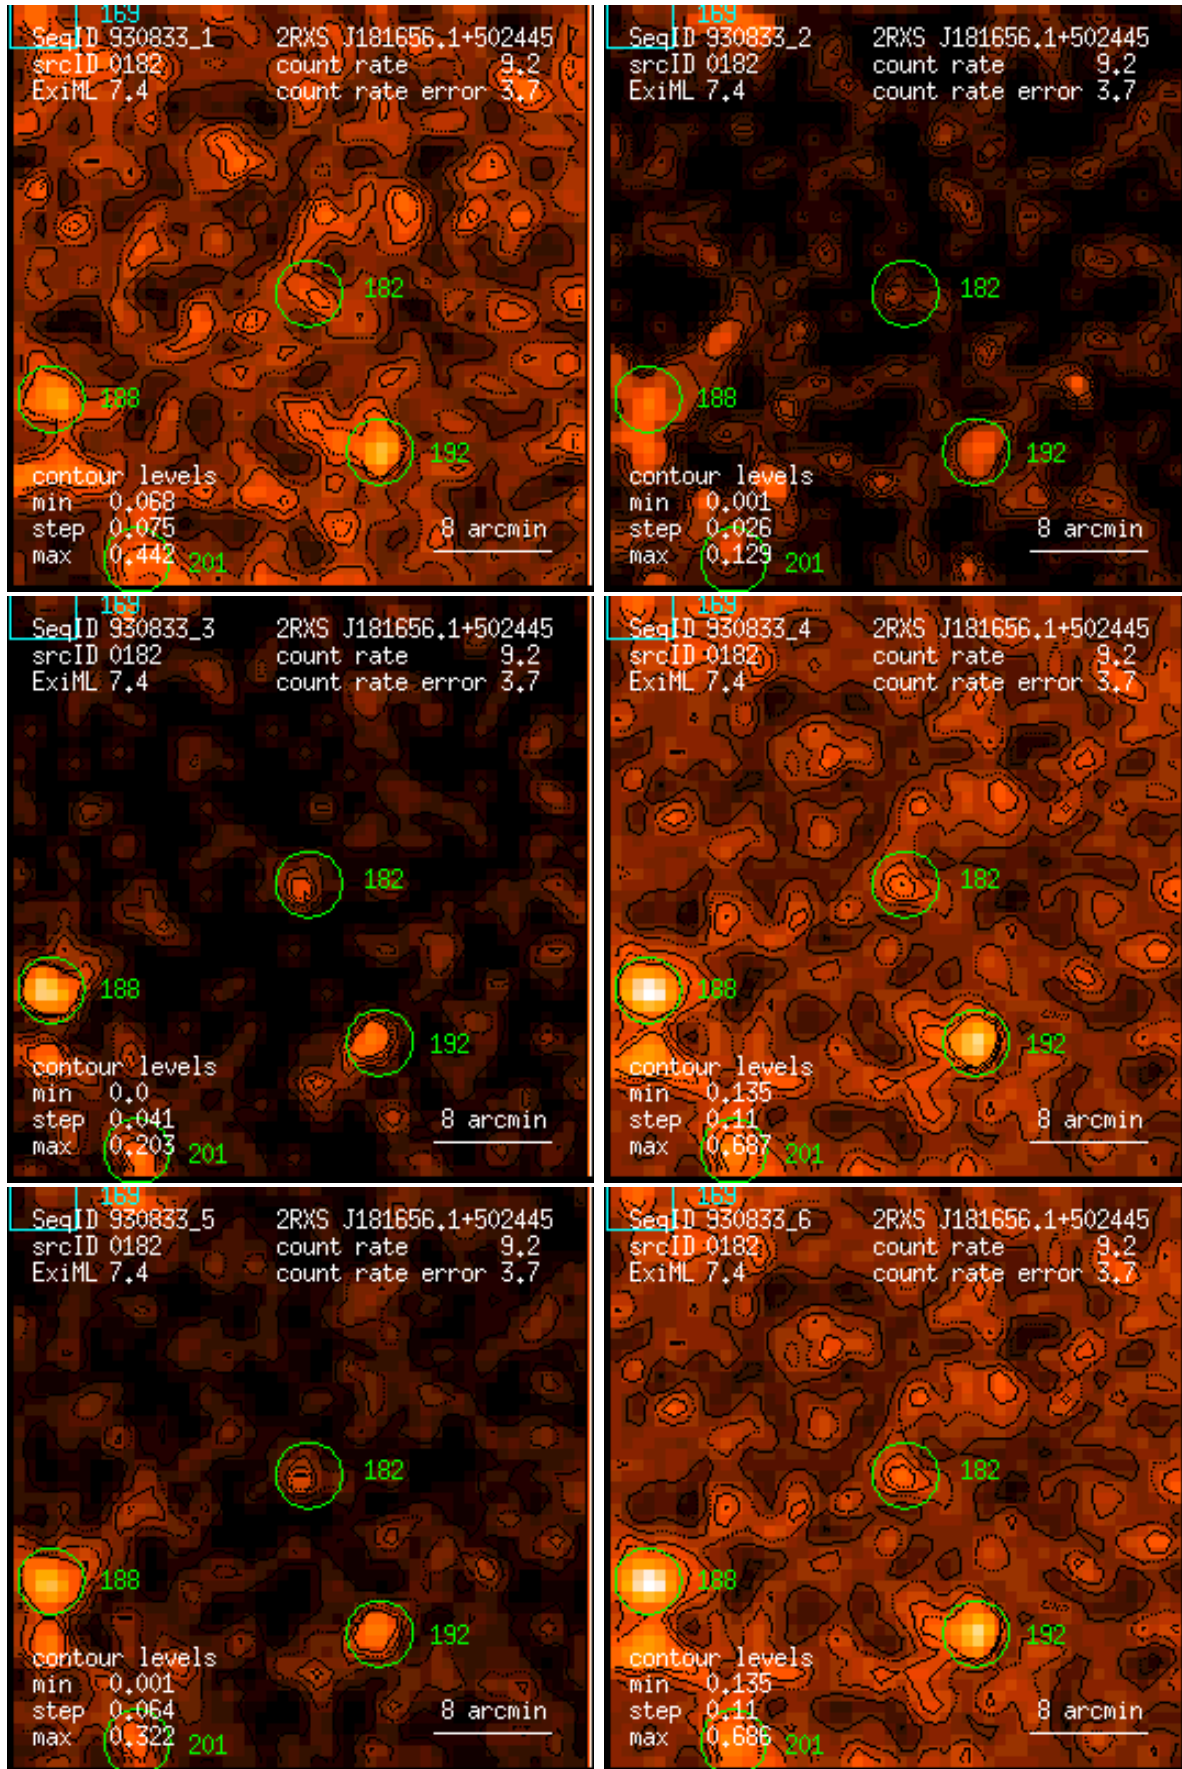 169
SeqID 930833_1 2RXS J181656.1+502445
srcID 0182 count rate 9.2
ExiML 7.4 count rate error 3.7
182
188
192
contour levels
min 0.068
step 0.075 8 arcmin
max 0.442 201
169
SeqID 930833_2 2RXS J181656.1+502445
srcID 0182 count rate 9.2
ExiML 7.4 count rate error 3.7
182
188
192
contour levels
min 0.001
step 0.026 8 arcmin
max 0.129 201
169
SeqID 930833_3 2RXS J181656.1+502445
srcID 0182 count rate 9.2
ExiML 7.4 count rate error 3.7
182
188
192
contour levels
min 0.0
step 0.041 8 arcmin
max 0.203 201
169
SeqID 930833_4 2RXS J181656.1+502445
srcID 0182 count rate 9.2
ExiML 7.4 count rate error 3.7
182
188
192
contour levels
min 0.135
step 0.11 8 arcmin
max 0.687 201
169
SeqID 930833_5 2RXS J181656.1+502445
srcID 0182 count rate 9.2
ExiML 7.4 count rate error 3.7
182
188
192
contour levels
min 0.001
step 0.064 8 arcmin
max 0.322 201
169
SeqID 930833_6 2RXS J181656.1+502445
srcID 0182 count rate 9.2
ExiML 7.4 count rate error 3.7
182
188
192
contour levels
min 0.135
step 0.11 8 arcmin
max 0.686 201